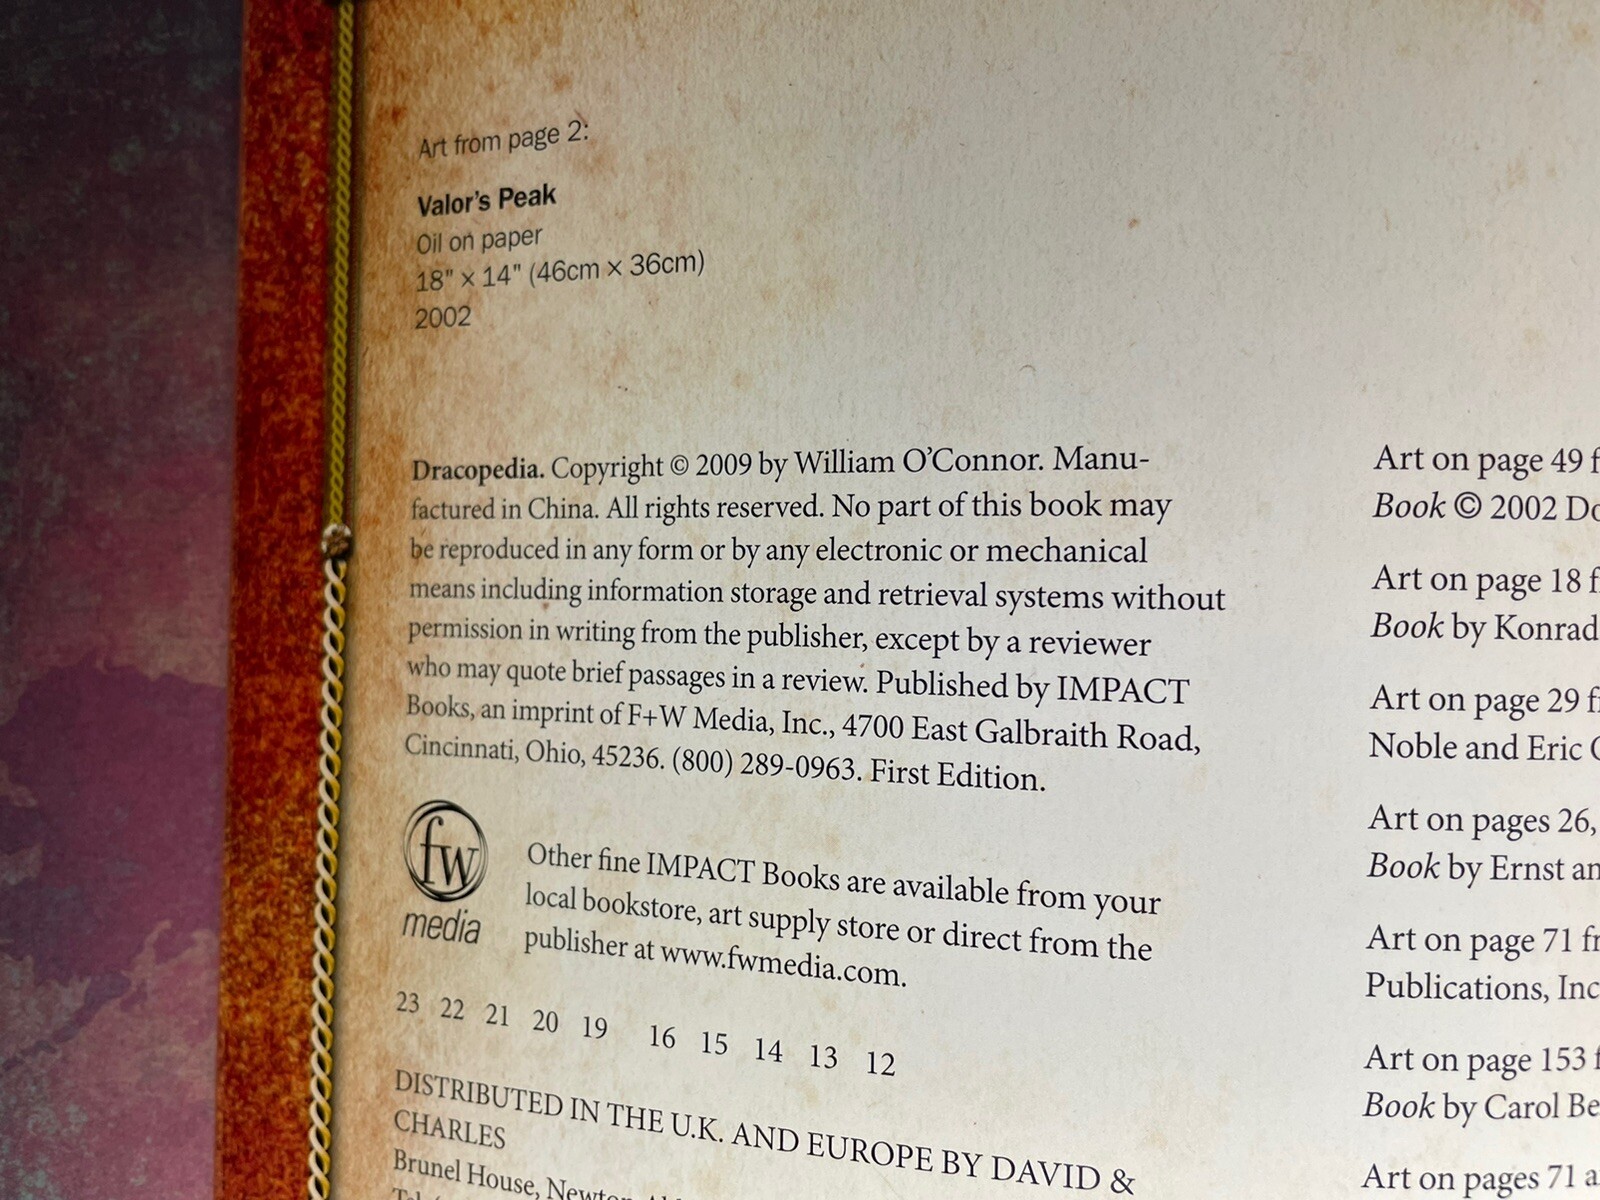 Art from page 2:
Valor's Peak
Oil on paper
18" × 14" (46cm × 36cm)
2002
Dracopedia. Copyright © 2009 by William O'Connor. Manu-
factured in China. All rights reserved. No part of this book may
be reproduced in any form or by any electronic or mechanical
means including information storage and retrieval systems without
permission in writing from the publisher, except by a reviewer
who may quote brief passages in a review. Published by IMPACT
Books, an imprint of F+W Media, Inc., 4700 East Galbraith Road,
Cincinnati, Ohio, 45236. (800) 289-0963. First Edition.
fw
media
Other fine IMPACT Books are available from your
local bookstore, art supply store or direct from the
publisher at www.fwmedia.com.
23 22 21 20 19 16 15 14 13 12
DISTRIBUTED IN THE U.K. AND EUROPE BY DAVID &
CHARLES
Brunel House,
Art on page 49
Book © 2002
Art on page 18
Book by Konrad
Art on page 29
Noble and Eric
Art on pages 26,
Book by Ernst
Art on page 71
Publications, Inc
Art on page 153
Book by Carol
Art on pages 71